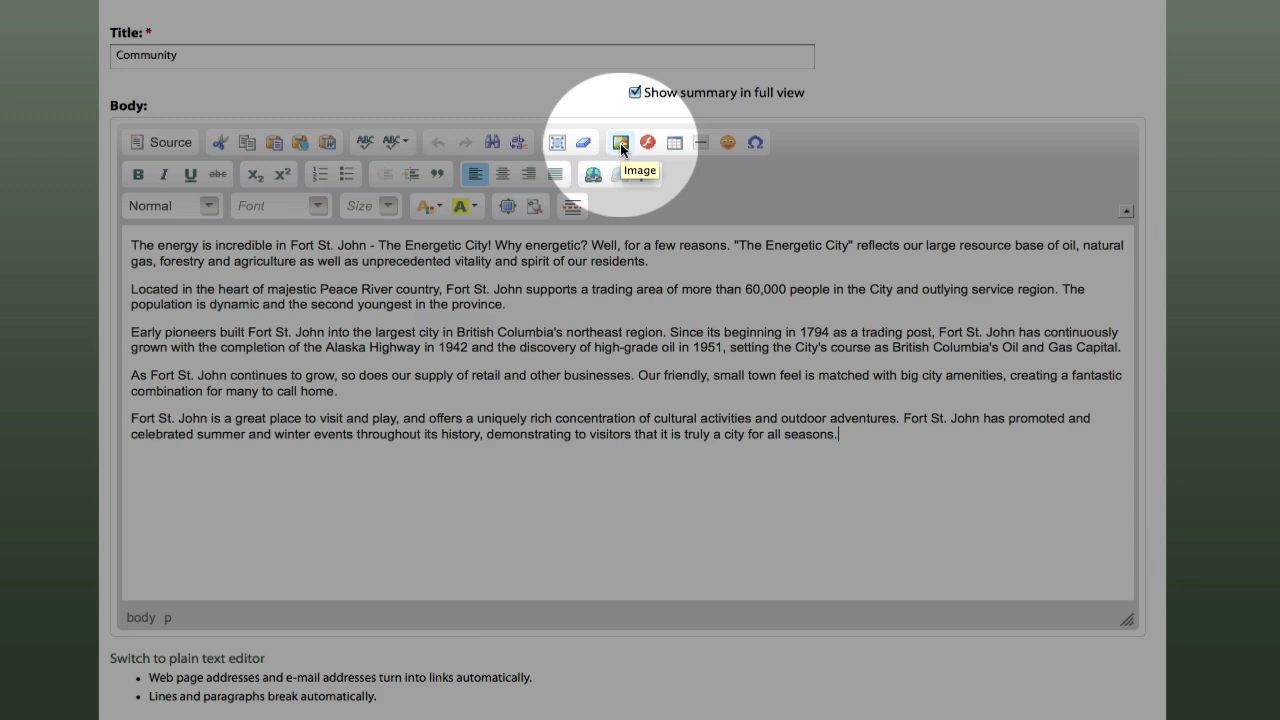 Title: *
Community
Show summary in full view
Body:
Source ABC ABC
Image
B I U abc X₂ X²
Normal Font Size A A
The energy is incredible in Fort St. John - The Energetic City! Why energetic? Well, for a few reasons. "The Energetic City" reflects our large resource base of oil, natural
gas, forestry and agriculture as well as unprecedented vitality and spirit of our residents.
Located in the heart of majestic Peace River country, Fort St. John supports a trading area of more than 60,000 people in the City and outlying service region. The
population is dynamic and the second youngest in the province.
Early pioneers built Fort St. John into the largest city in British Columbia's northeast region. Since its beginning in 1794 as a trading post, Fort St. John has continuously
grown with the completion of the Alaska Highway in 1942 and the discovery of high-grade oil in 1951, setting the City's course as British Columbia's Oil and Gas Capital.
As Fort St. John continues to grow, so does our supply of retail and other businesses. Our friendly, small town feel is matched with big city amenities, creating a fantastic
combination for many to call home.
Fort St. John is a great place to visit and play, and offers a uniquely rich concentration of cultural activities and outdoor adventures. Fort St. John has promoted and
celebrated summer and winter events throughout its history, demonstrating to visitors that it is truly a city for all seasons.
body p
Switch to plain text editor
• Web page addresses and e-mail addresses turn into links automatically.
• Lines and paragraphs break automatically.